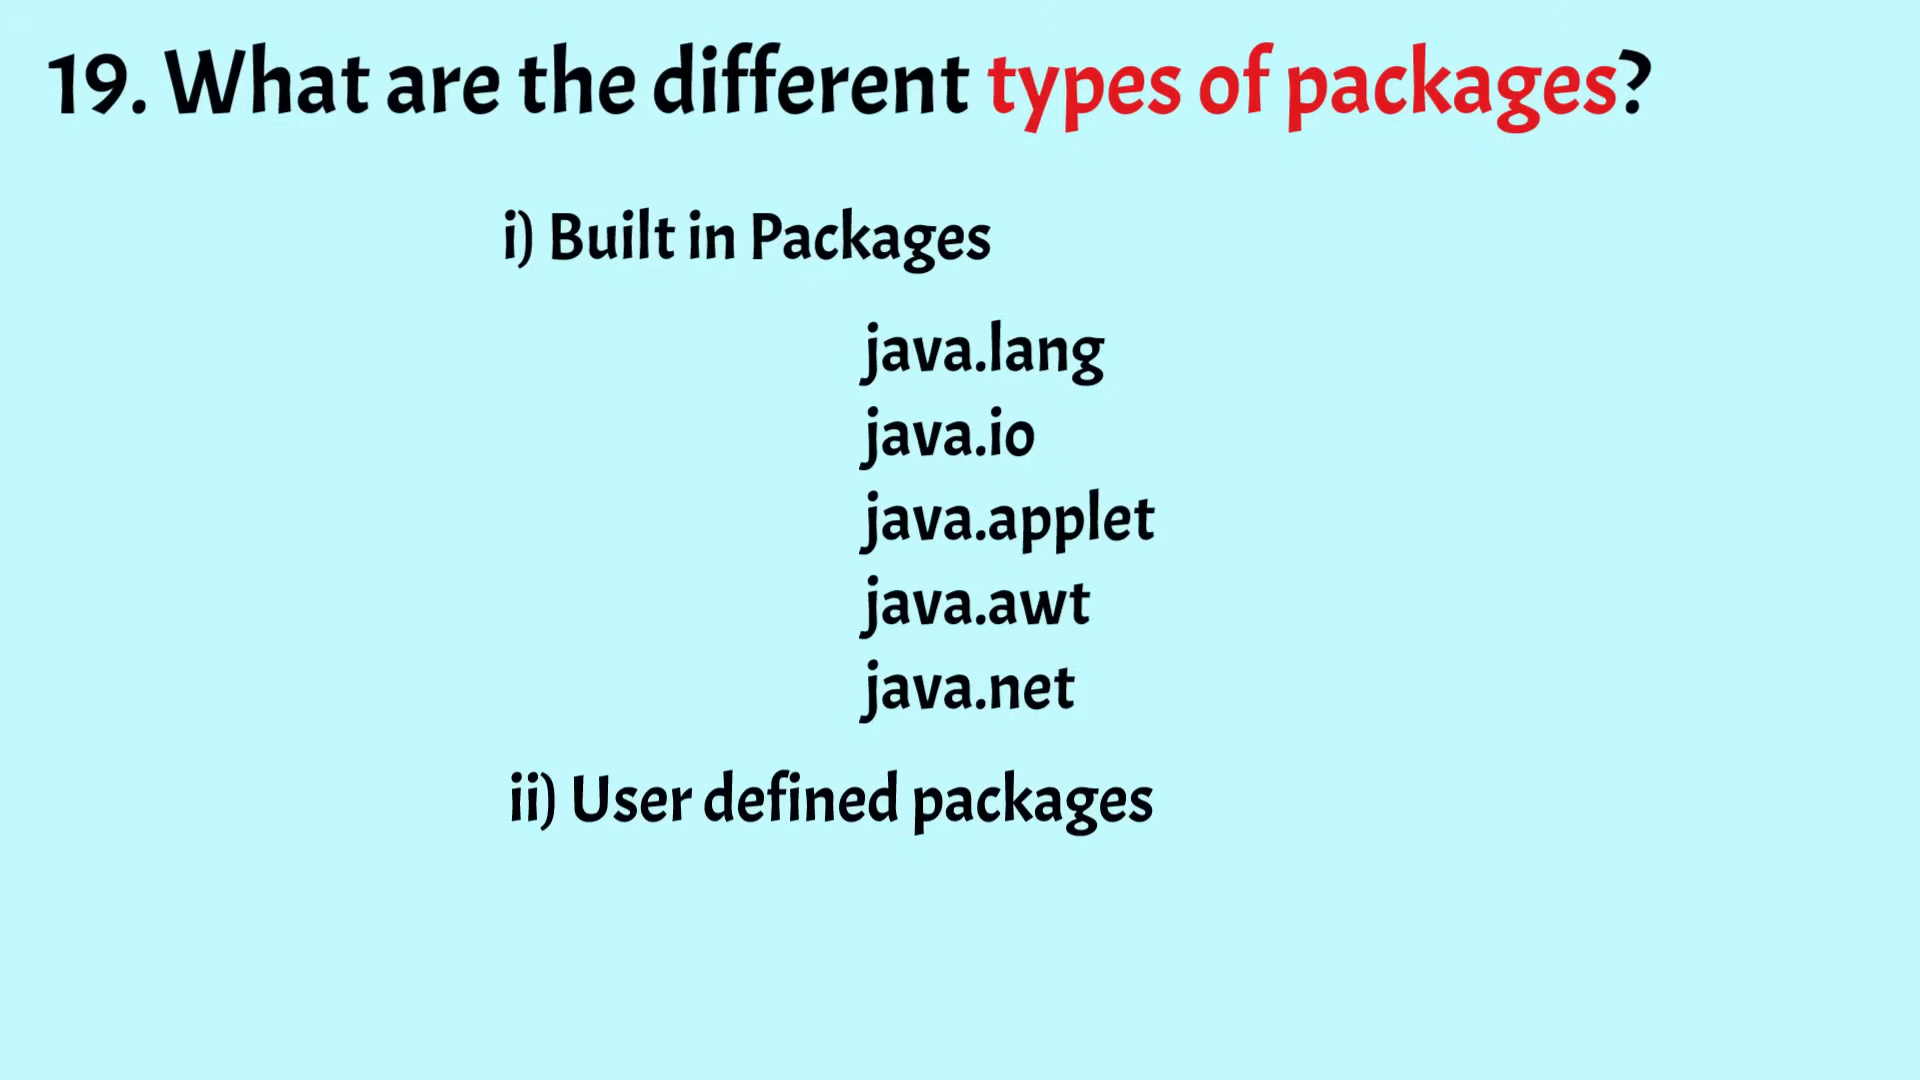 19. What are the different types of packages?
i) Built in Packages
java.lang
java.io
java.applet
java.awt
java.net
ii) User defined packages